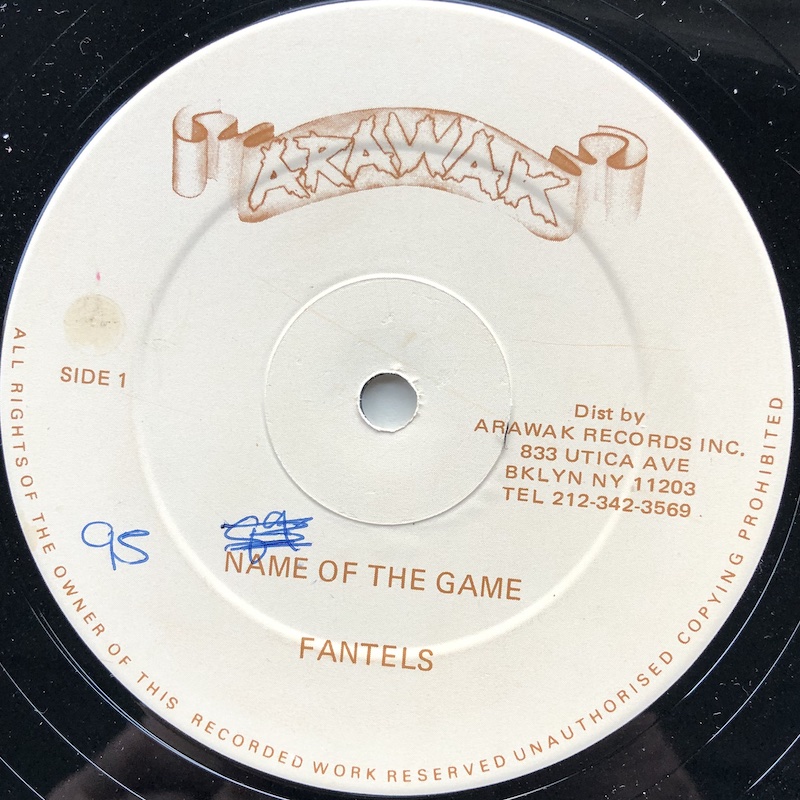 ARAWAK
SIDE 1
Dist by
ARAWAK RECORDS INC.
833 UTICA AVE
BKLYN NY 11203
TEL 212-342-3569
95
NAME OF THE GAME
FANTELS
ALL RIGHTS OF THE OWNER OF THIS RECORDED WORK RESERVED UNAUTHORISED COPYING PROHIBITED